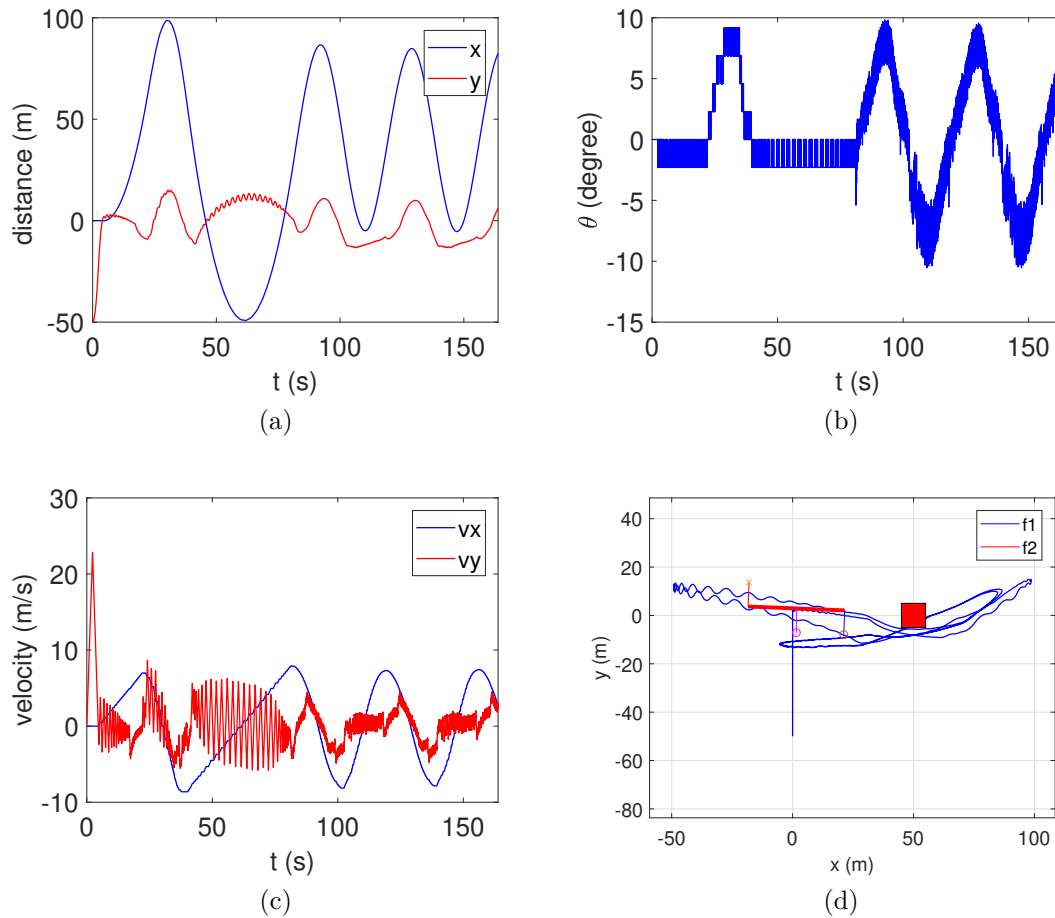 100
50
0
-50
distance (m)
x
y
0
50
100
150
t (s)
(a)
10
5
0
-5
-10
-15
θ (degree)
0
50
100
150
t (s)
(b)
30
20
10
0
-10
velocity (m/s)
vx
vy
0
50
100
150
t (s)
(c)
40
20
0
-20
-40
-60
-80
y (m)
f1
f2
-50
0
50
100
x (m)
(d)